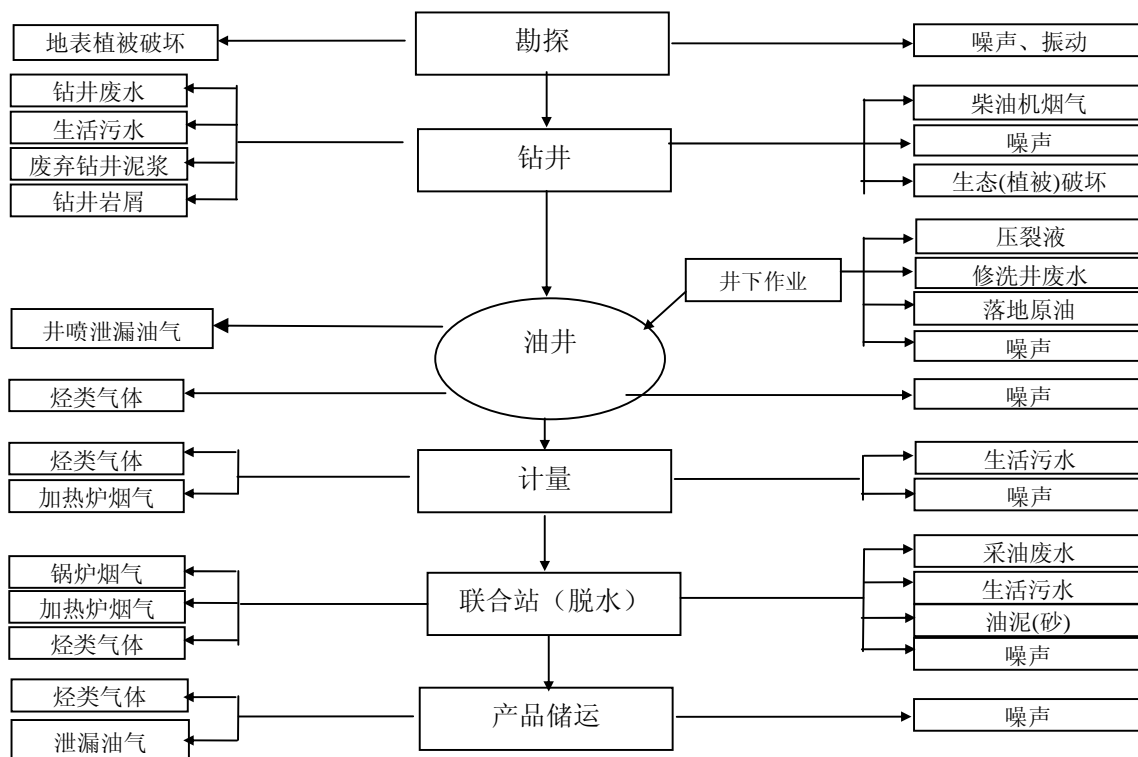 勘探
地表植被破坏
噪声、振动
钻井废水
生活污水
废弃钻井泥浆
钻井岩屑
钻井
柴油机烟气
噪声
生态(植被)破坏
井下作业
压裂液
修洗井废水
落地原油
噪声
井喷泄漏油气
油井
烃类气体
噪声
烃类气体
加热炉烟气
计量
生活污水
噪声
锅炉烟气
加热炉烟气
烃类气体
联合站（脱水）
采油废水
生活污水
油泥(砂)
噪声
烃类气体
泄漏油气
产品储运
噪声